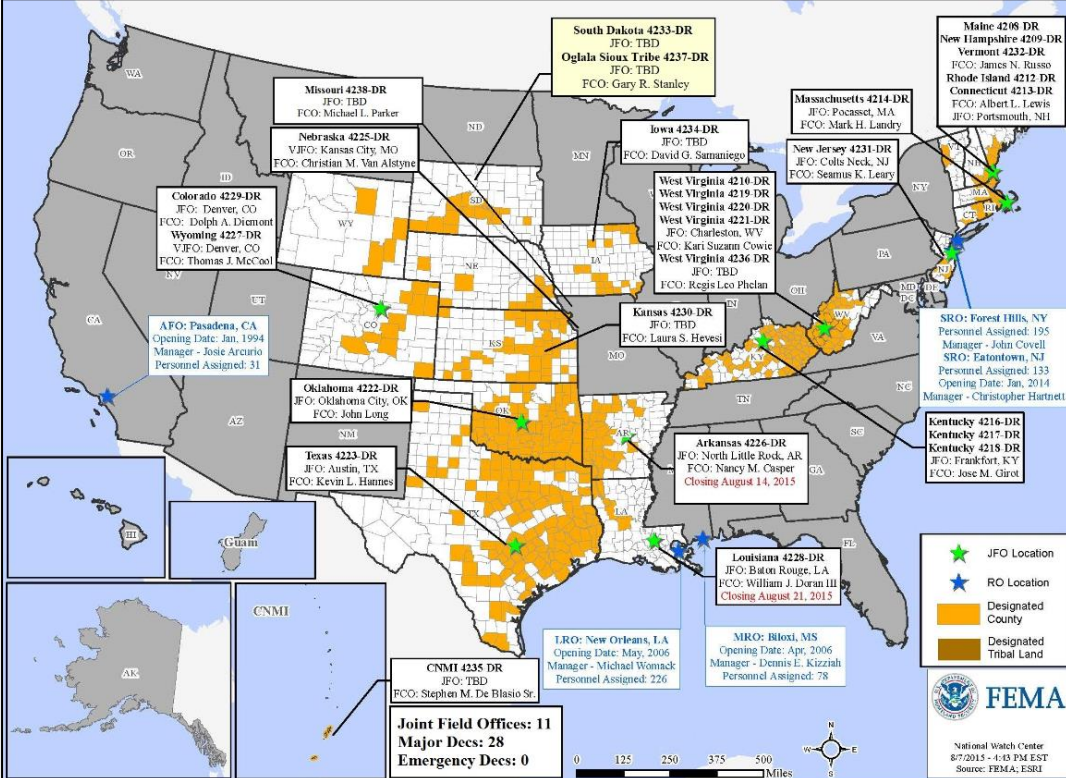 South Dakota 4233-DR
JFO: TBD
Oglala Sioux Tribe 4237-DR
JFO: TBD
FCO: Gary R. Stanley
Maine 4208 DR
New Hampshire 4209-DR
Vermont 4232-DR
FCO: James N. Russo
Rhode Island 4212-DR
Connecticut 4213-DR
FCO: Albert L. Lewis
JFO: Portsmouth, NH
Missouri 4238-DR
JFO: TBD
FCO: Michael L. Parker
Massachusetts 4214-DR
JFO: Pocasset, MA
FCO: Mark H. Landry
Nebraska 4225-DR
VJFO: Kansas City, MO
FCO: Christian M. Van Alstyne
Iowa 4234-DR
JFO: TBD
FCO: David G. Samaniego
New Jersey 4231-DR
JFO: Colts Neck, NJ
FCO: Seamus K. Leary
Colorado 4229-DR
JFO: Denver, CO
FCO: Dolph A. Diemont
Wyoming 4227-DR
VJFO: Denver, CO
FCO: Thomas J. McCool
West Virginia 4210-DR
West Virginia 4219-DR
West Virginia 4220-DR
West Virginia 4221-DR
JFO: Charleston, WV
FCO: Kari Suzann Cowie
West Virginia 4236-DR
JFO: TBD
FCO: Regis Leo Phelan
AFO: Pasadena, CA
Opening Date: Jan, 1994
Manager - Josie Arcurio
Personnel Assigned: 31
Kansas 4230-DR
JFO: TBD
FCO: Laura S. Hevesi
SRO: Forest Hills, NY
Personnel Assigned: 195
Manager - John Covell
SRO: Eatontown, NJ
Personnel Assigned: 133
Opening Date: Jan, 2014
Manager - Christopher Hartnett
Oklahoma 4222-DR
JFO: Oklahoma City, OK
FCO: John Long
Texas 4223-DR
JFO: Austin, TX
FCO: Kevin L. Hannes
Arkansas 4226-DR
JFO: North Little Rock, AR
FCO: Nancy M. Casper
Closing August 14, 2015
Kentucky 4216-DR
Kentucky 4217-DR
Kentucky 4218-DR
JFO: Frankfort, KY
FCO: Jose M. Girot
Louisiana 4228-DR
JFO: Baton Rouge, LA
FCO: William J. Doran III
Closing August 21, 2015
LRO: New Orleans, LA
Opening Date: May, 2006
Manager - Michael Womack
Personnel Assigned: 226
MRO: Biloxi, MS
Opening Date: Apr, 2006
Manager - Dennis E. Kizziah
Personnel Assigned: 78
CNMI 4235 DR
JFO: TBD
FCO: Stephen M. De Blasio Sr.
Joint Field Offices: 11
Major Decs: 28
Emergency Decs: 0
WA
OR
CA
NV
ID
UT
AZ
WY
CO
NM
ND
SD
NE
KS
OK
TX
MN
IA
MO
AR
LA
IN
OH
KY
TN
WV
VA
NC
SC
GA
FL
PA
NY
MD
DC
DE
NJ
CT
RI
MA
NH
VT
HI
Guam
AK
CNMI
JFO Location
RO Location
Designated County
Designated Tribal Land
FEMA
National Watch Center
8/7/2015 - 4:43 PM EST
Source: FEMA; ESRI
N
W
E
S
0 125 250 375 500
Miles